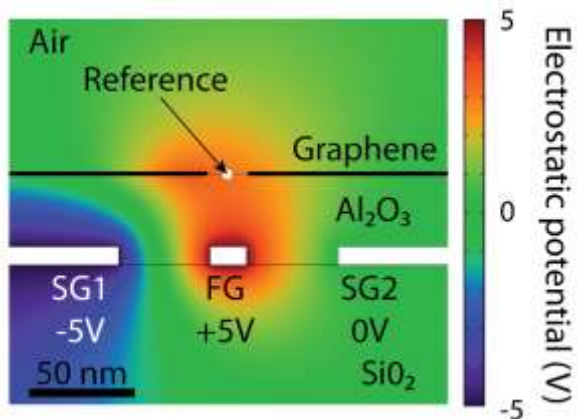 Air
Reference
Graphene
Al₂O₃
SG1 FG SG2
-5V +5V 0V
50 nm SiO₂
5
0
-5
Electrostatic potential (V)